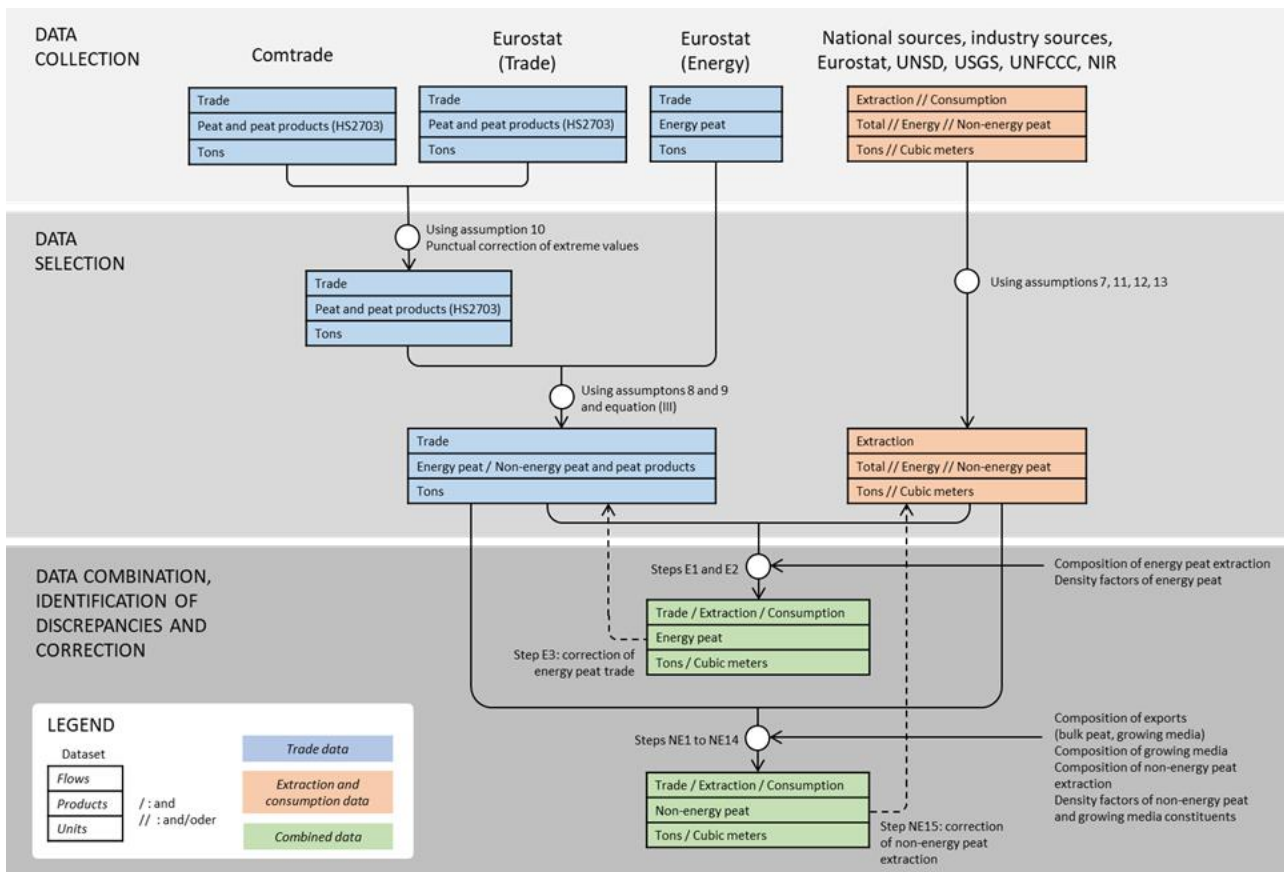 DATA
COLLECTION
Comtrade
Eurostat
(Trade)
Eurostat
(Energy)
National sources, industry sources,
Eurostat, UNSD, USGS, UNFCCC, NIR
Trade
Peat and peat products (HS2703)
Tons
Trade
Peat and peat products (HS2703)
Tons
Trade
Energy peat
Tons
Extraction // Consumption
Total // Energy // Non-energy peat
Tons // Cubic meters
DATA
SELECTION
Using assumption 10
Punctual correction of extreme values
Trade
Peat and peat products (HS2703)
Tons
Using assumptions 7, 11, 12, 13
Using assumptons 8 and 9
and equation (III)
Trade
Energy peat / Non-energy peat and peat products
Tons
Extraction
Total // Energy // Non-energy peat
Tons // Cubic meters
DATA COMBINATION,
IDENTIFICATION OF
DISCREPANCIES AND
CORRECTION
Steps E1 and E2
Composition of energy peat extraction
Density factors of energy peat
Trade / Extraction / Consumption
Energy peat
Tons / Cubic meters
Step E3: correction of
energy peat trade
Steps NE1 to NE14
Composition of exports
(bulk peat, growing media)
Composition of growing media
Composition of non-energy peat
extraction
Density factors of non-energy peat
and growing media constituents
Trade / Extraction / Consumption
Non-energy peat
Tons / Cubic meters
Step NE15: correction
of non-energy peat
extraction
LEGEND
Dataset
Flows
Products
Units
/ : and
// : and/oder
Trade data
Extraction and
consumption data
Combined data